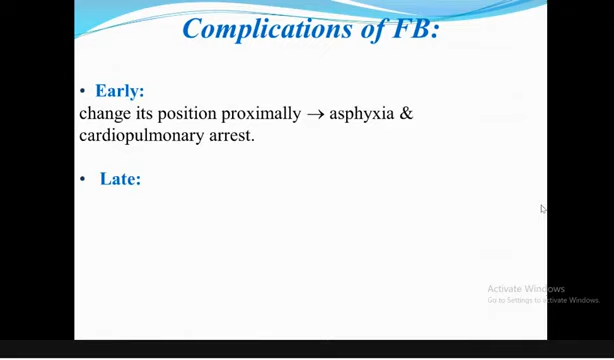 Complications of FB:
• Early:
change its position proximally → asphyxia &
cardiopulmonary arrest.
• Late:
Activate Windows
Go to Settings to activate Windows.